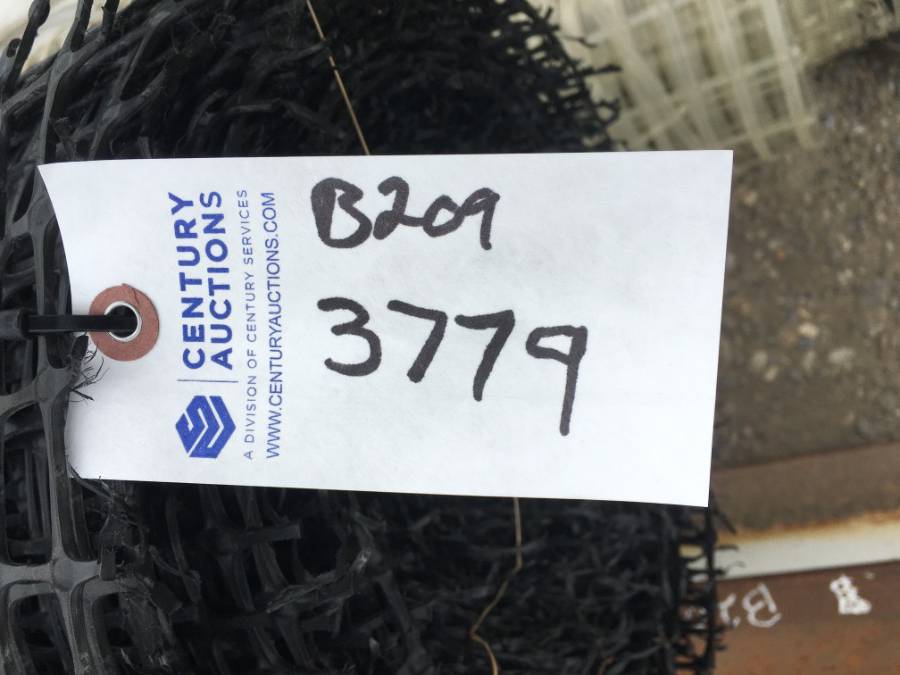 CENTURY
AUCTIONS
A DIVISION OF CENTURY SERVICES
WWW.CENTURYAUCTIONS.COM
B209
3779